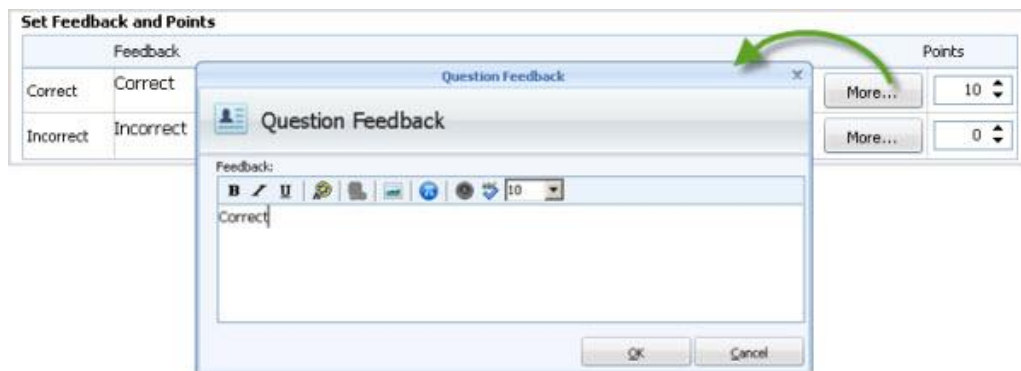 Set Feedback and Points
Feedback Points
Correct Correct More... 10
Incorrect Incorrect More... 0
Question Feedback
Question Feedback
Feedback:
B I U 10
Correct
OK Cancel